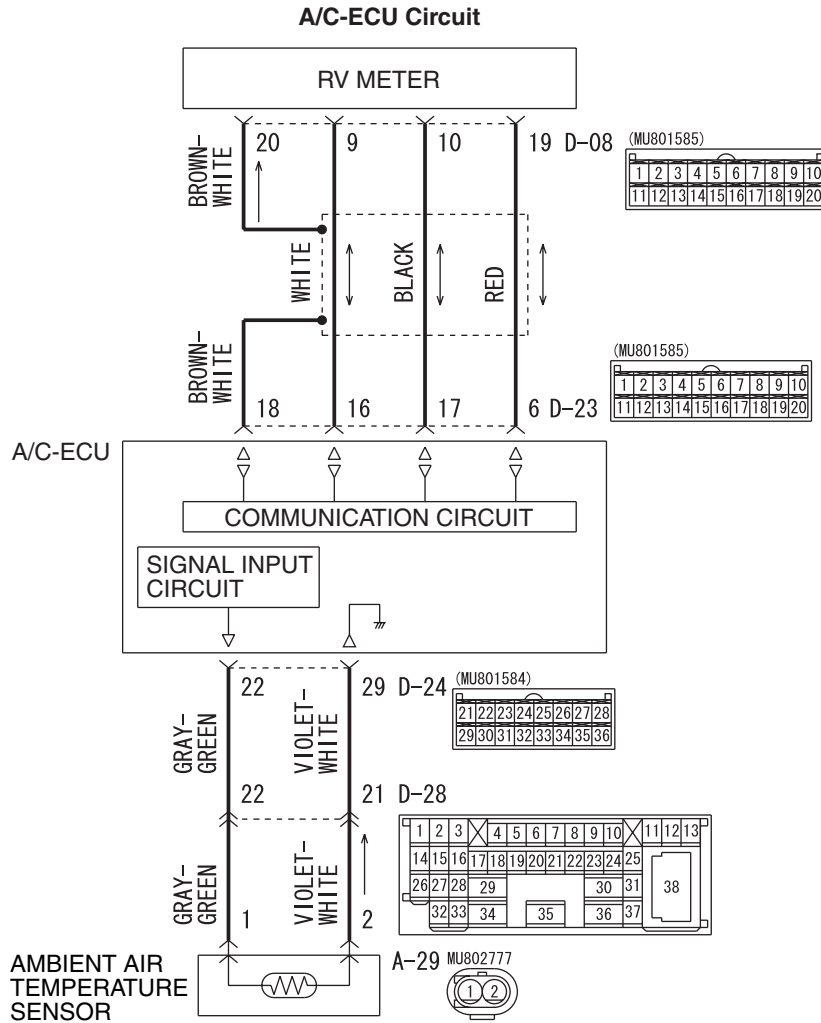 A/C-ECU Circuit
RV METER
20 9 10 19 D-08 (MU801585)
1 2 3 4 5 6 7 8 9 10
11 12 13 14 15 16 17 18 19 20
BROWN-
WHITE
WHITE
BLACK
RED
BROWN-
WHITE
(MU801585)
1 2 3 4 5 6 7 8 9 10
11 12 13 14 15 16 17 18 19 20
18 16 17 6 D-23
A/C-ECU
COMMUNICATION CIRCUIT
SIGNAL INPUT
CIRCUIT
22 29 D-24 (MU801584)
21 22 23 24 25 26 27 28
29 30 31 32 33 34 35 36
GRAY-
GREEN
VIOLET-
WHITE
22 21 D-28
1 2 3 4 5 6 7 8 9 10 11 12 13
14 15 16 17 18 19 20 21 22 23 24 25
26 27 28 29 30 31 38
32 33 34 35 36 37
GRAY-
GREEN
VIOLET-
WHITE
1 2
A-29 MU802777
1 2
AMBIENT AIR
TEMPERATURE
SENSOR